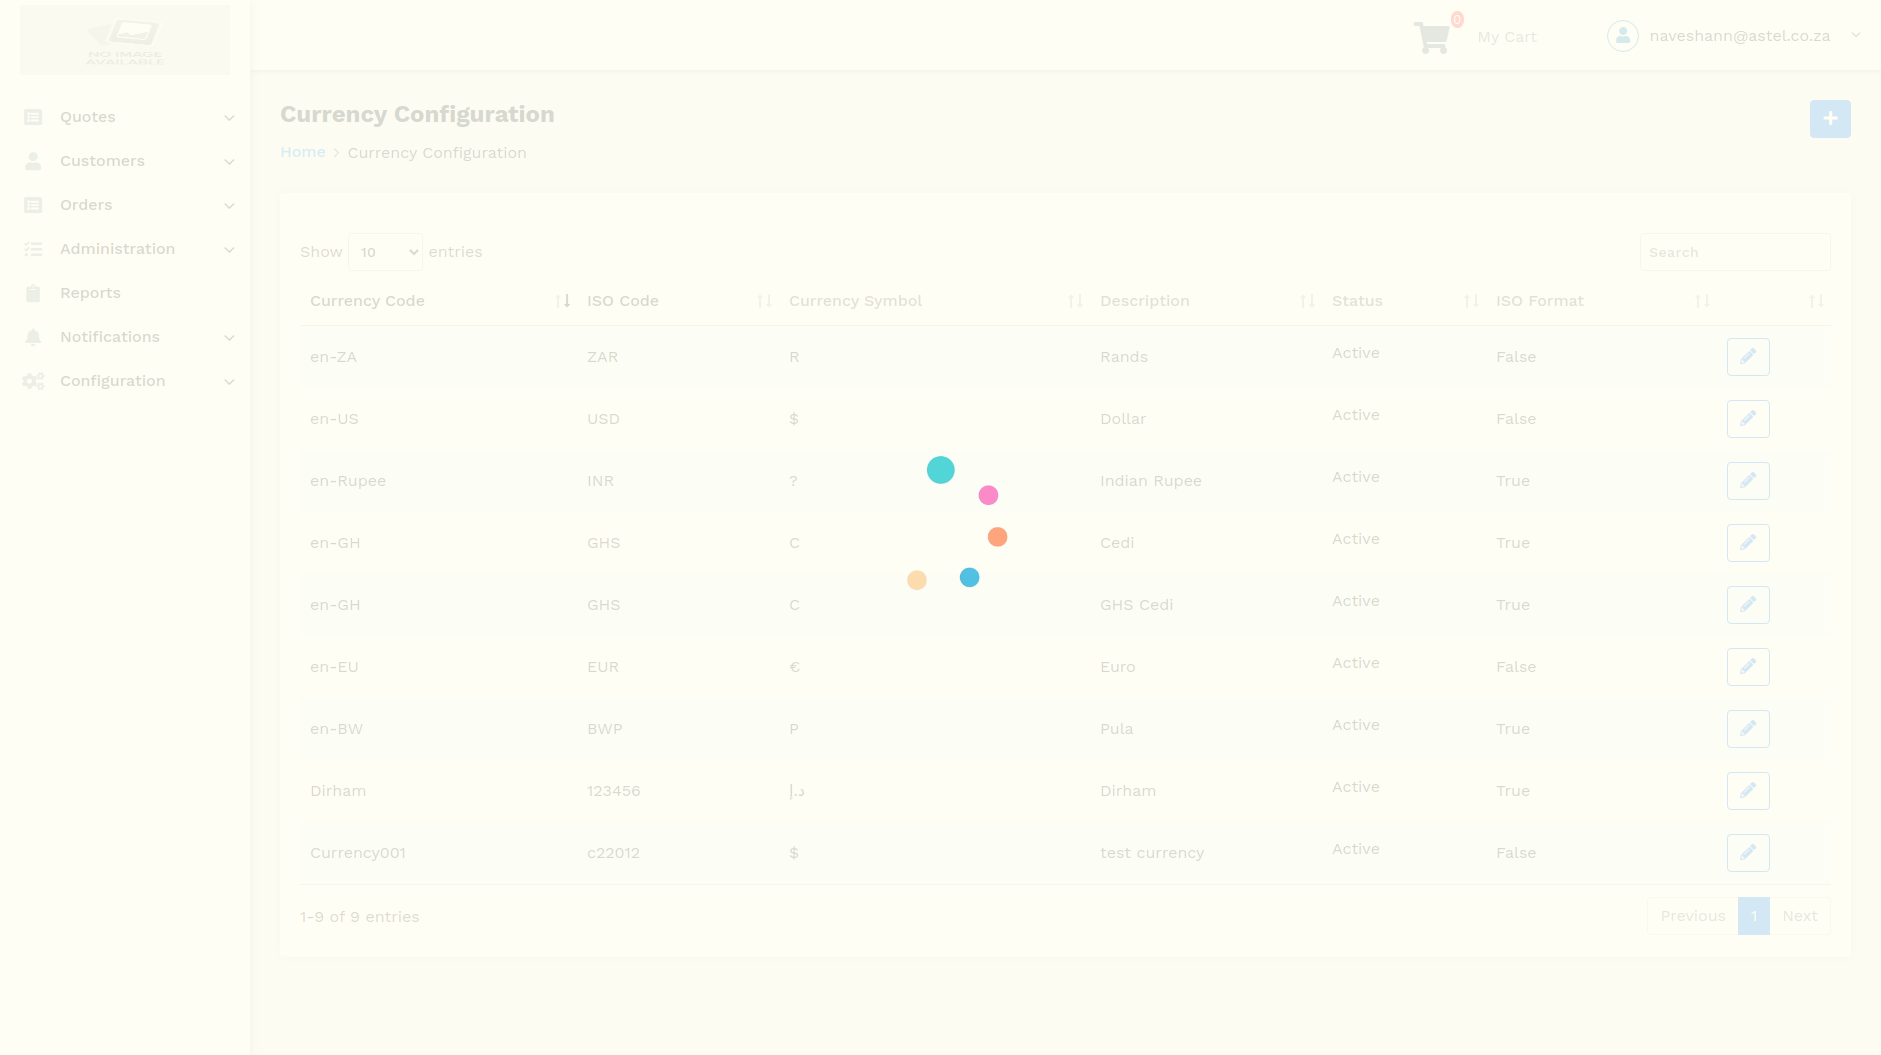 NO IMAGE
AVAILABLE
0
My Cart
naveshann@astel.co.za
Quotes
Customers
Orders
Administration
Reports
Notifications
Configuration
Currency Configuration
Home Currency Configuration
Show 10 entries
Search
Currency Code ISO Code Currency Symbol Description Status ISO Format
en-ZA ZAR R Rands Active False
en-US USD $ Dollar Active False
en-Rupee INR ? Indian Rupee Active True
en-GH GHS C Cedi Active True
en-GH GHS C GHS Cedi Active True
en-EU EUR € Euro Active False
en-BW BWP P Pula Active True
Dirham 123456 د.إ Dirham Active True
Currency001 c22012 $ test currency Active False
1-9 of 9 entries
Previous 1 Next